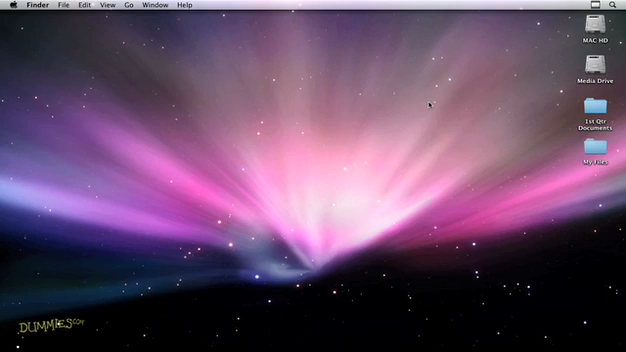 Finder File Edit View Go Window Help
MAC HD
Media Drive
1st Qtr
Documents
My Files
DUMMIES.COM